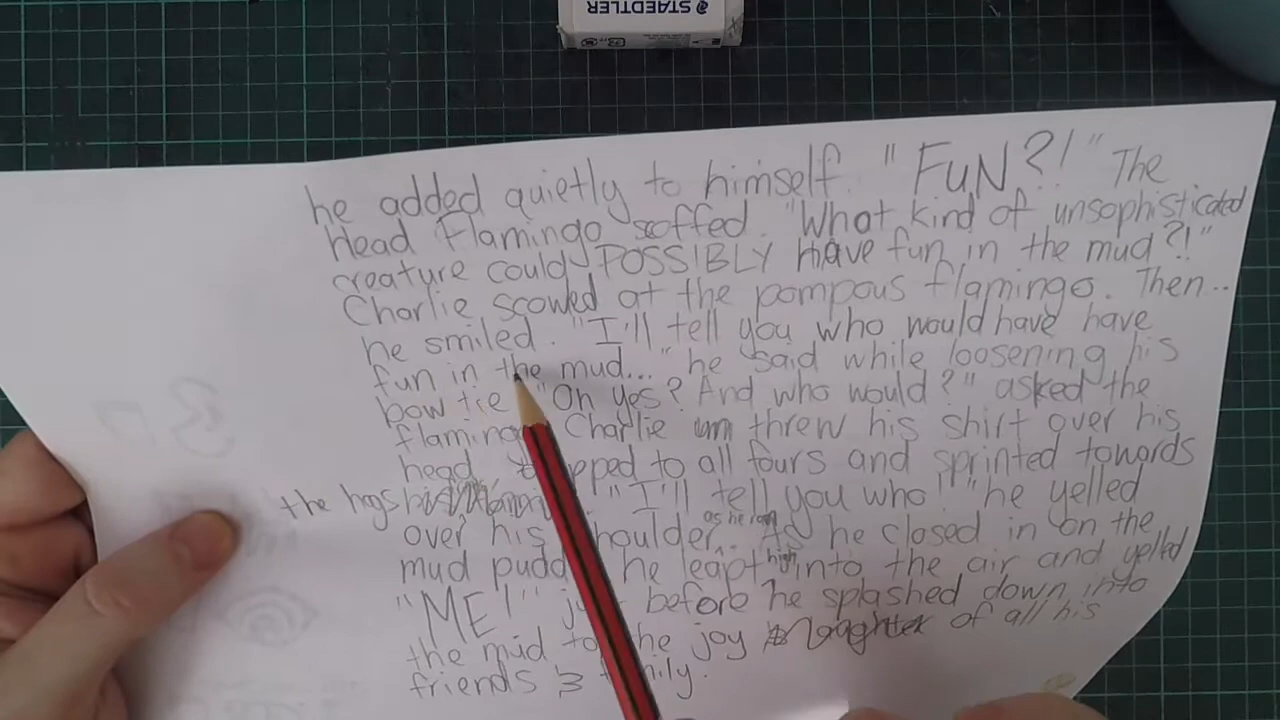 STAEDTLER
he added quietly to himself. "FUN?!" The
Head Flamingo scoffed. "What kind of unsophisticated
creature could POSSIBLY have fun in the mud?!"
Charlie scowled at the pompous flamingo. Then..
he smiled. "I'll tell you who would have have
fun in the mud..." he said while loosening his
bow tie. "Oh yes? And who would?" asked the
flamingo Charlie threw his shirt over his
head to all fours and sprinted towards
the hogs "I'll tell you who!" he yelled
over his shoulder as he ran. As he closed in on the
mud he leapt high into the air and yelled
"ME!" before he splashed down into
the mud to the joy of all his
friends & family.